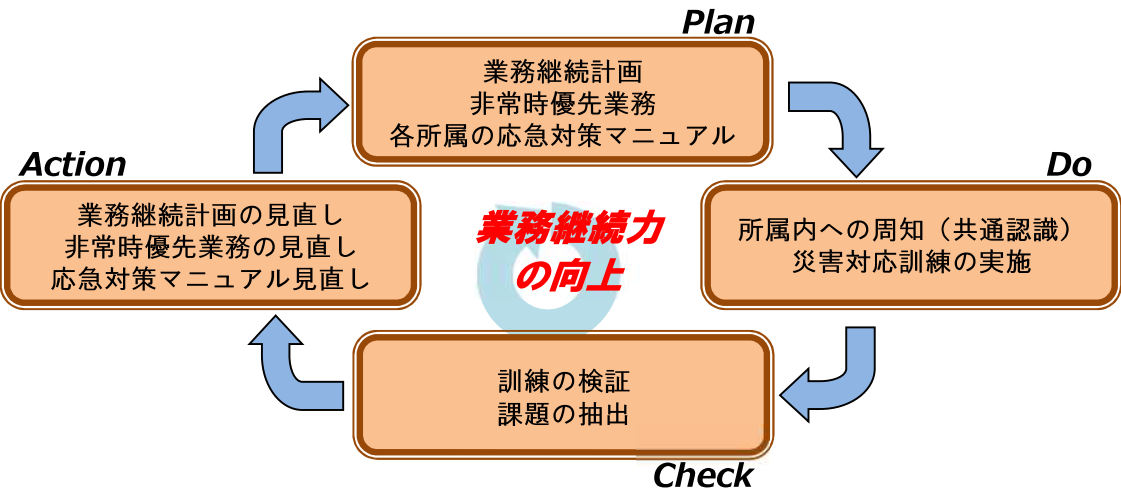 Plan
業務継続計画
非常時優先業務
各所属の応急対策マニュアル
Action
業務継続計画の見直し
非常時優先業務の見直し
応急対策マニュアル見直し
業務継続力
の向上
Do
所属内への周知（共通認識）
災害対応訓練の実施
訓練の検証
課題の抽出
Check